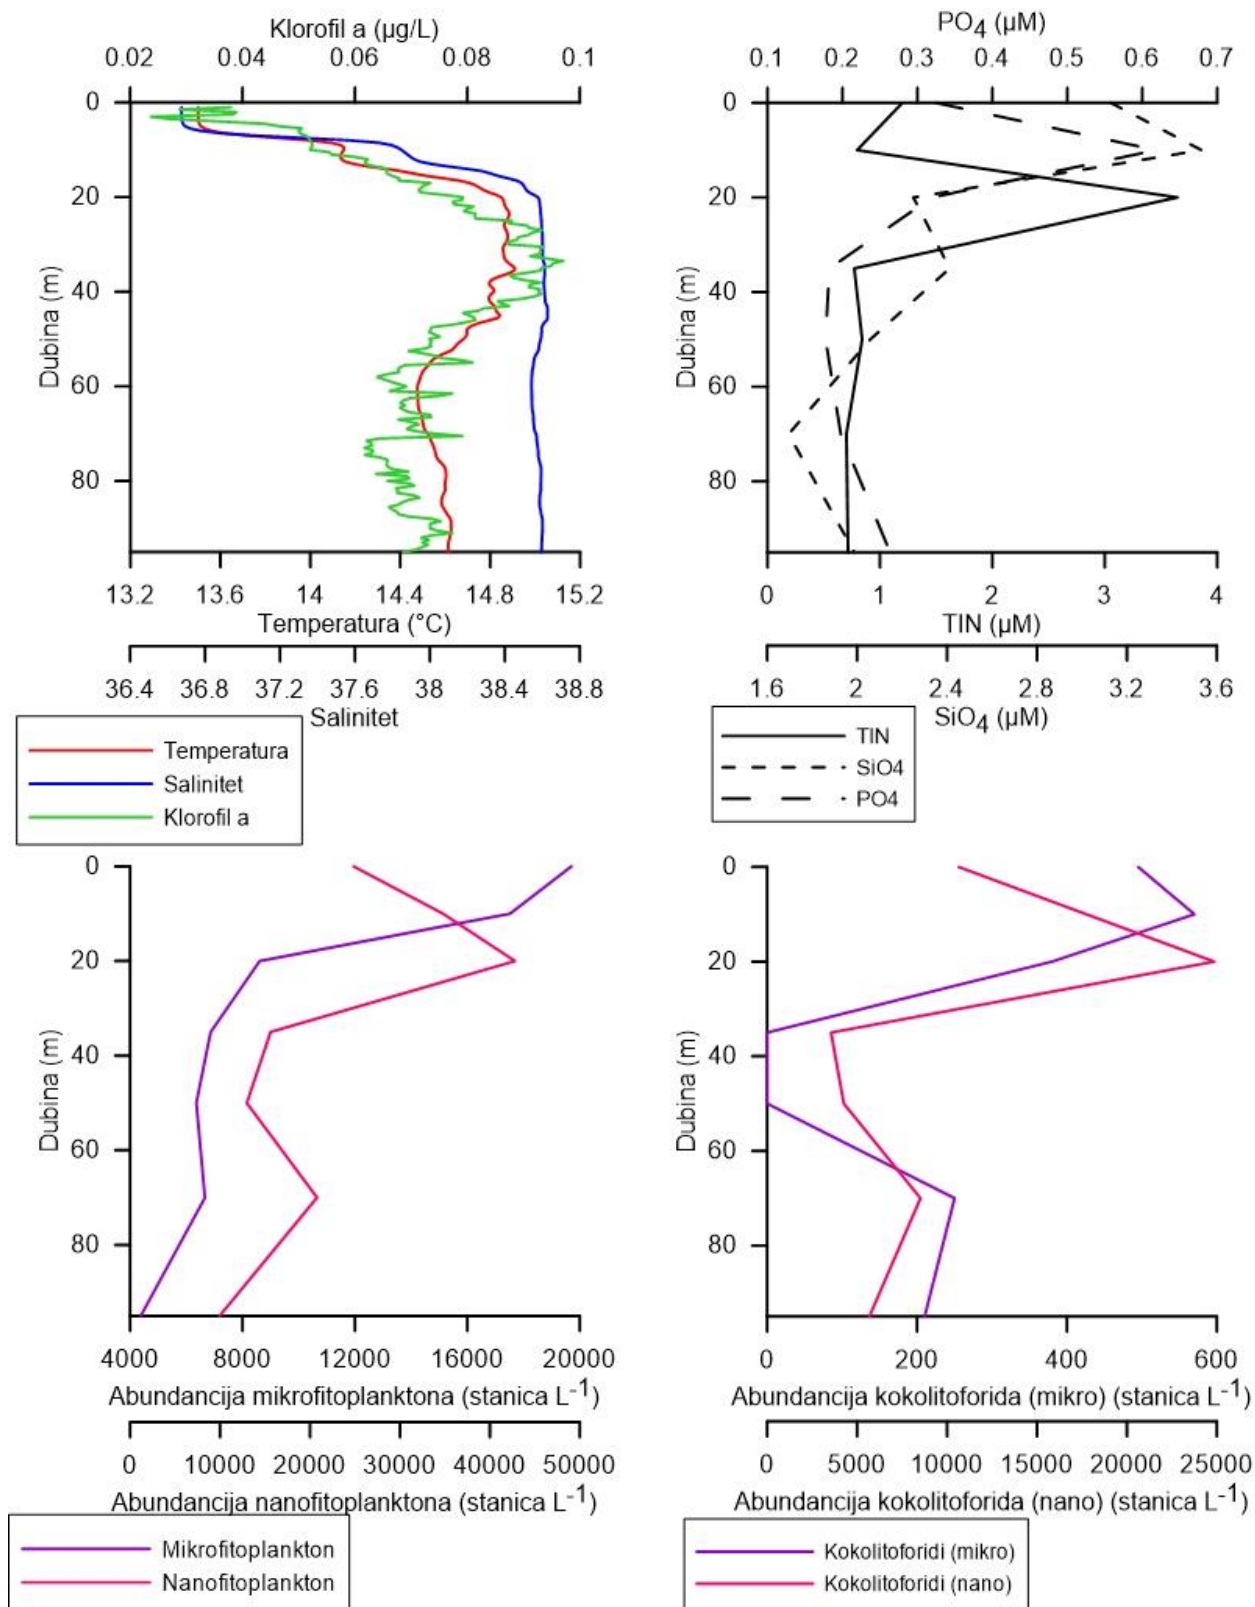 Klorofil a (µg/L)
0.02 0.04 0.06 0.08 0.1
0
20
40
60
80
Dubina (m)
13.2 13.6 14 14.4 14.8 15.2
Temperatura (°C)
36.4 36.8 37.2 37.6 38 38.4 38.8
Salinitet
Temperatura
Salinitet
Klorofil a
PO4 (µM)
0.1 0.2 0.3 0.4 0.5 0.6 0.7
0
20
40
60
80
Dubina (m)
0 1 2 3 4
TIN (µM)
1.6 2 2.4 2.8 3.2 3.6
SiO4 (µM)
TIN
SiO4
PO4
0
20
40
60
80
Dubina (m)
4000 8000 12000 16000 20000
Abundancija mikrofitoplanktona (stanica L-1)
0 10000 20000 30000 40000 50000
Abundancija nanofitoplanktona (stanica L-1)
Mikrofitoplankton
Nanofitoplankton
0
20
40
60
80
Dubina (m)
0 200 400 600
Abundancija kokolitoforida (mikro) (stanica L-1)
0 5000 10000 15000 20000 25000
Abundancija kokolitoforida (nano) (stanica L-1)
Kokolitoforidi (mikro)
Kokolitoforidi (nano)